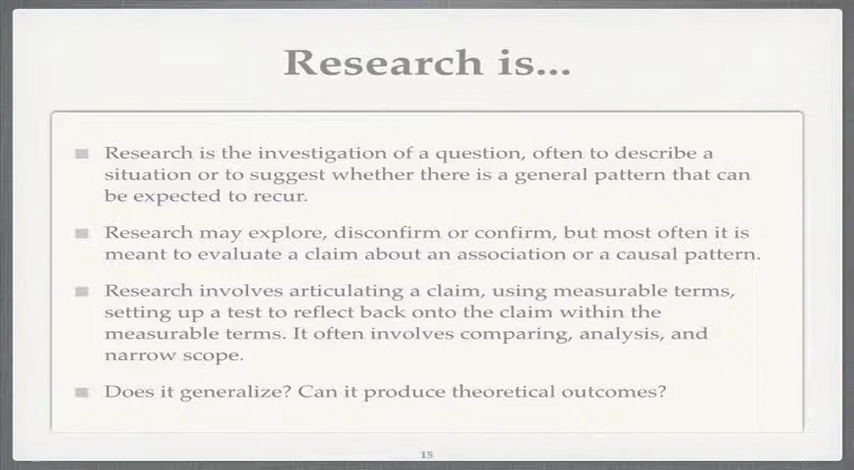 Research is...
Research is the investigation of a question, often to describe a
situation or to suggest whether there is a general pattern that can
be expected to recur.
Research may explore, disconfirm or confirm, but most often it is
meant to evaluate a claim about an association or a causal pattern.
Research involves articulating a claim, using measurable terms,
setting up a test to reflect back onto the claim within the
measurable terms. It often involves comparing, analysis, and
narrow scope.
Does it generalize? Can it produce theoretical outcomes?
15